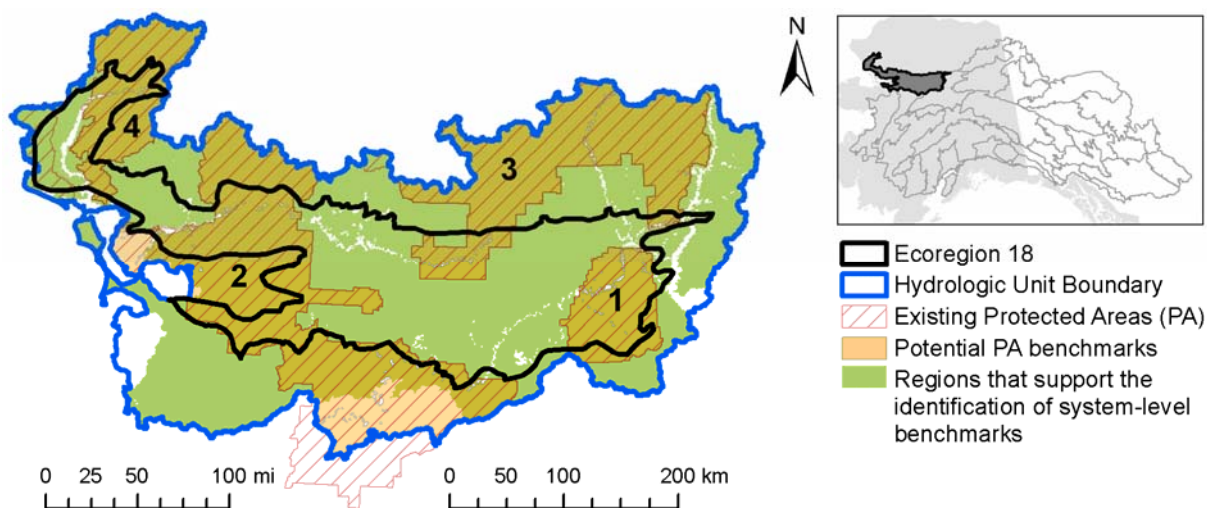 N
4
3
2
1
Ecoregion 18
Hydrologic Unit Boundary
Existing Protected Areas (PA)
Potential PA benchmarks
Regions that support the
identification of system-level
benchmarks
0 25 50 100 mi
0 50 100 200 km